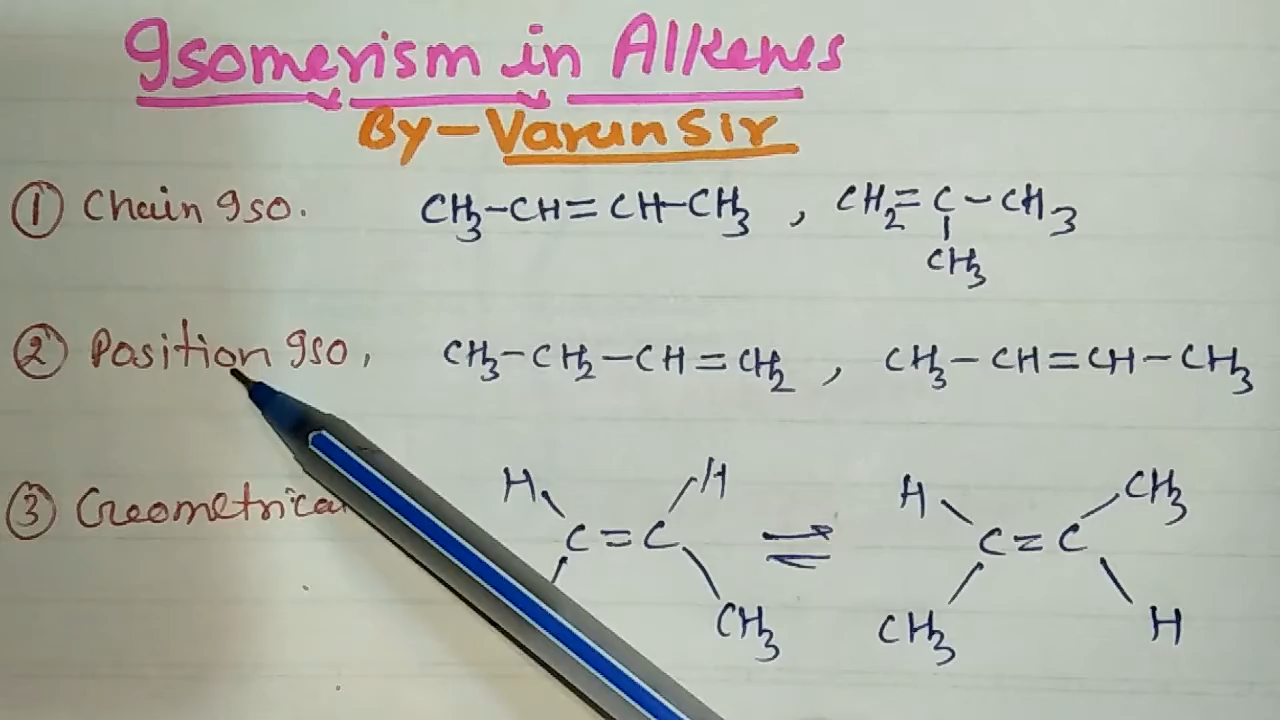 Isomerism in Alkenes
By-Varun Sir
① Chain Iso. CH3-CH=CH-CH3 , CH2=C-CH3
CH3
② Position Iso, CH3-CH2-CH=CH2 , CH3-CH=CH-CH3
③ Geometrical
H H H CH3
C=C ⇌ C=C
CH3 CH3 H